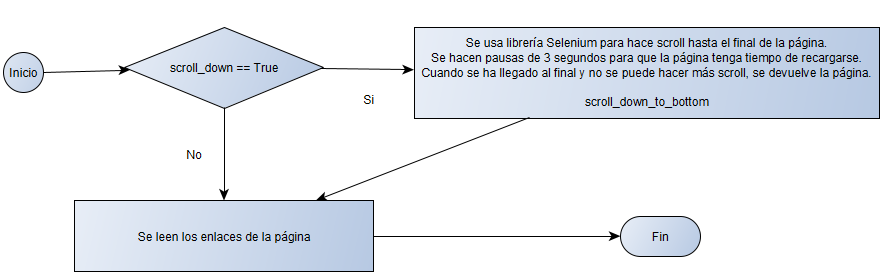 Inicio
scroll_down == True
Si
No
Se usa librería Selenium para hace scroll hasta el final de la página.
Se hacen pausas de 3 segundos para que la página tenga tiempo de recargarse.
Cuando se ha llegado al final y no se puede hacer más scroll, se devuelve la página.
scroll_down_to_bottom
Se leen los enlaces de la página
Fin